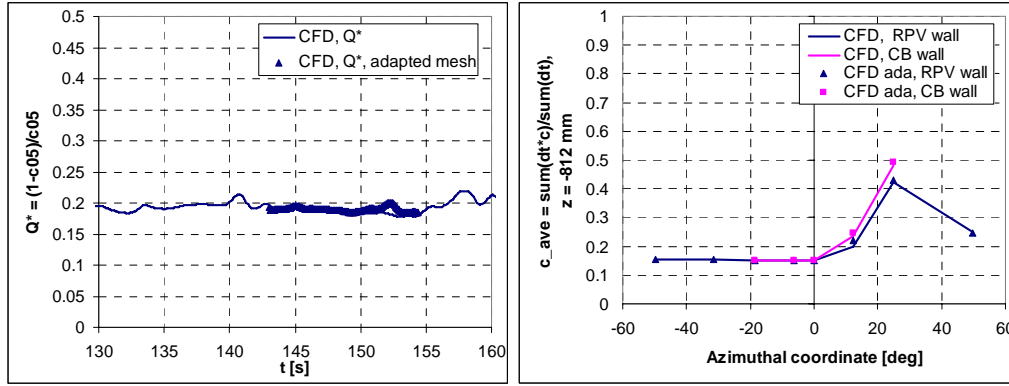 0.5
0.45
0.4
0.35
0.3
0.25
0.2
0.15
0.1
0.05
0
Q* = (1-c05)/c05
CFD, Q*
CFD, Q*, adapted mesh
130 135 140 145 150 155 160
t [s]
1
0.9
0.8
0.7
0.6
0.5
0.4
0.3
0.2
0.1
0
c_ave = sum(dt*c)/sum(dt),
z = -812 mm
CFD, RPV wall
CFD, CB wall
CFD ada, RPV wall
CFD ada, CB wall
-60 -40 -20 0 20 40 60
Azimuthal coordinate [deg]